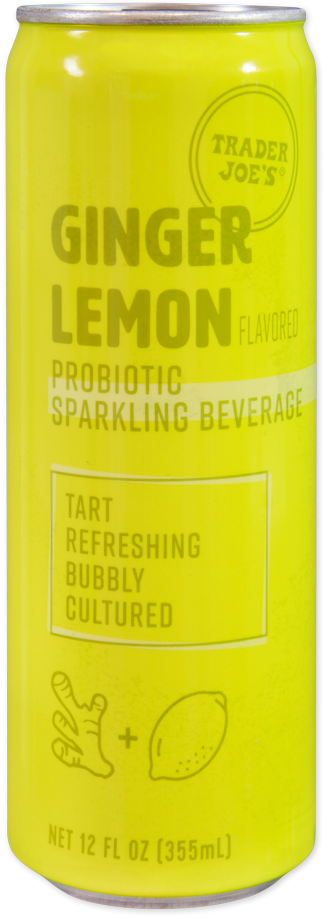 TRADER
JOE'S®
GINGER
LEMON FLAVORED
PROBIOTIC
SPARKLING BEVERAGE
TART
REFRESHING
BUBBLY
CULTURED
+
NET 12 FL OZ (355mL)